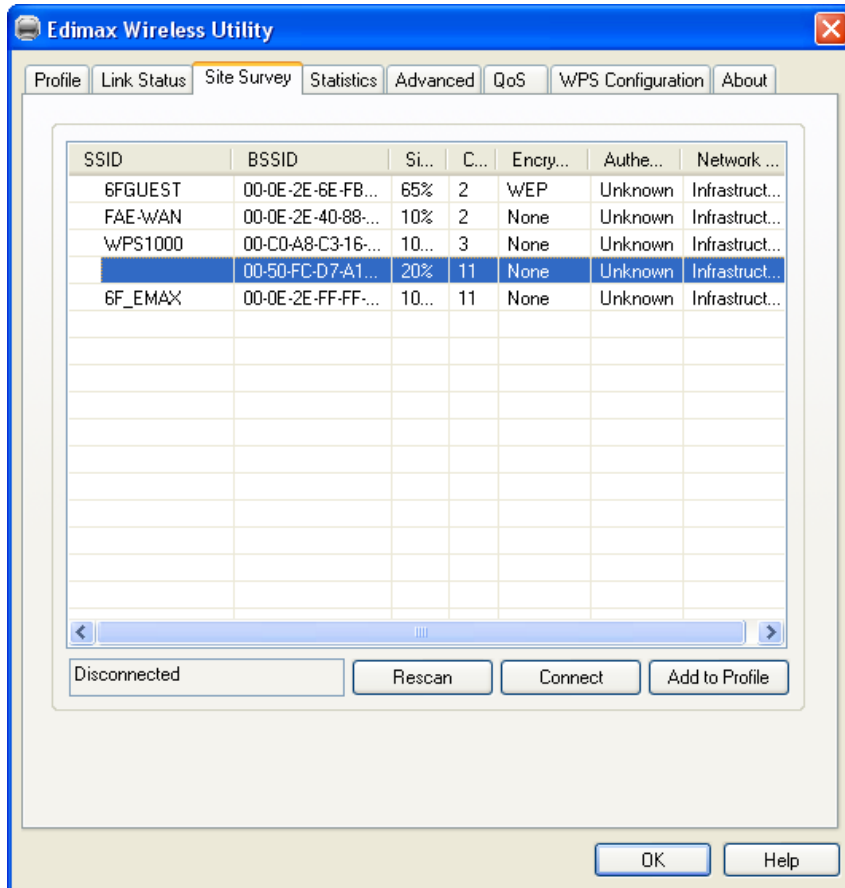 Edimax Wireless Utility
Profile Link Status Site Survey Statistics Advanced QoS WPS Configuration About
SSID BSSID Si... C... Encry... Authe... Network ...
6FGUEST 00-0E-2E-6E-FB... 65% 2 WEP Unknown Infrastruct...
FAE-WAN 00-0E-2E-40-88-... 10% 2 None Unknown Infrastruct...
WPS1000 00-C0-A8-C3-16-... 10... 3 None Unknown Infrastruct...
00-50-FC-D7-A1... 20% 11 None Unknown Infrastruct...
6F_EMAX 00-0E-2E-FF-FF-... 10... 11 None Unknown Infrastruct...
Disconnected Rescan Connect Add to Profile
OK Help